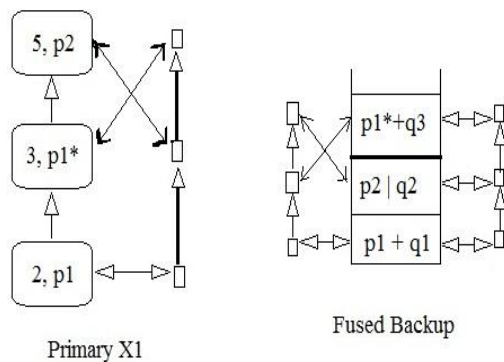 5, p2
3, p1*
2, p1
Primary X1
p1*+q3
p2 | q2
p1 + q1
Fused Backup